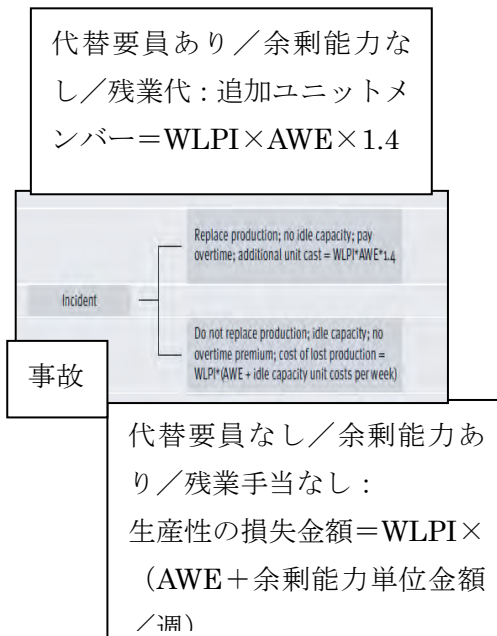 代替要員あり／余剰能力な
し／残業代：追加ユニットメ
ンバー＝WLPI×AWE×1.4
Replace production; no idle capacity; pay
overtime; additional unit cast = WLPI*AWE*1.4
Incident
Do not replace production; idle capacity; no
overtime premium; cost of lost production =
WLPI*(AWE + idle capacity unit costs per week)
事故
代替要員なし／余剰能力あ
り／残業手当なし：
生産性の損失金額＝WLPI×
（AWE＋余剰能力単位金額
／週）